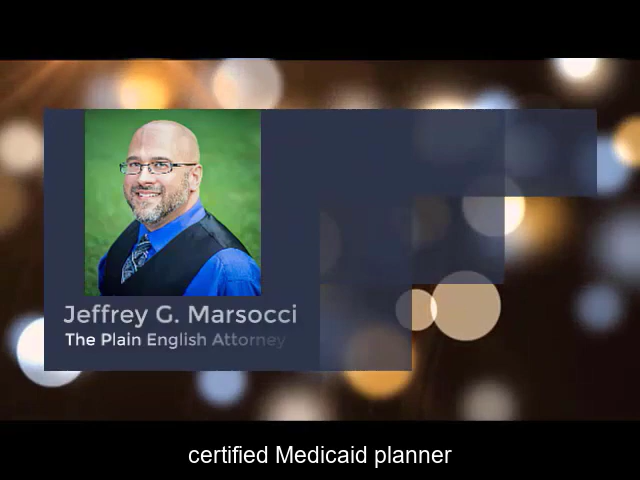 Jeffrey G. Marsocci
The Plain English Attorney
certified Medicaid planner